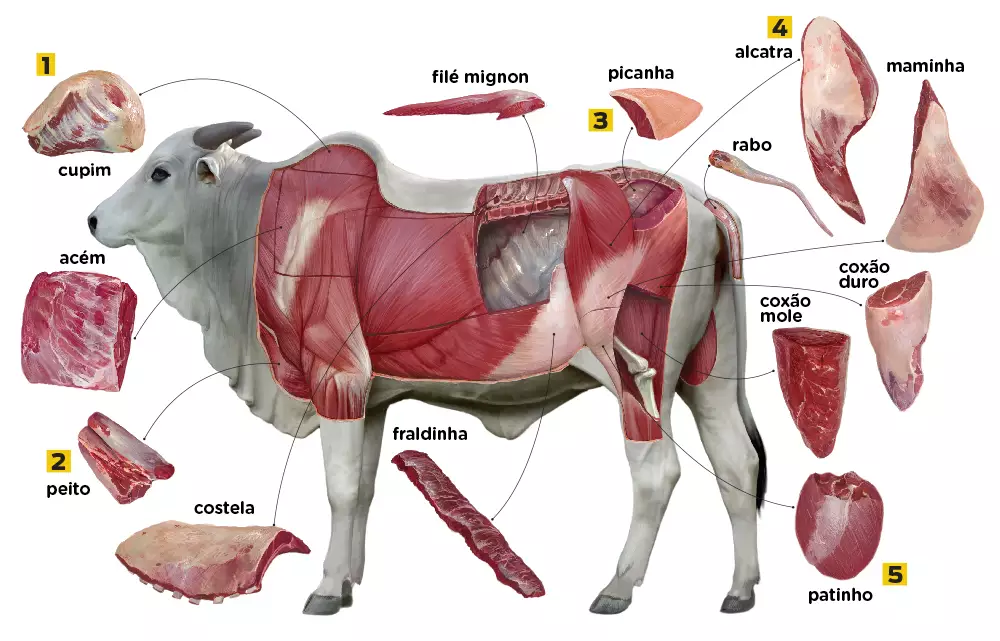 1
cupim
filé mignon
picanha
3
4
alcatra
maminha
rabo
acém
coxão
duro
coxão
mole
2
peito
costela
fraldinha
patinho
5